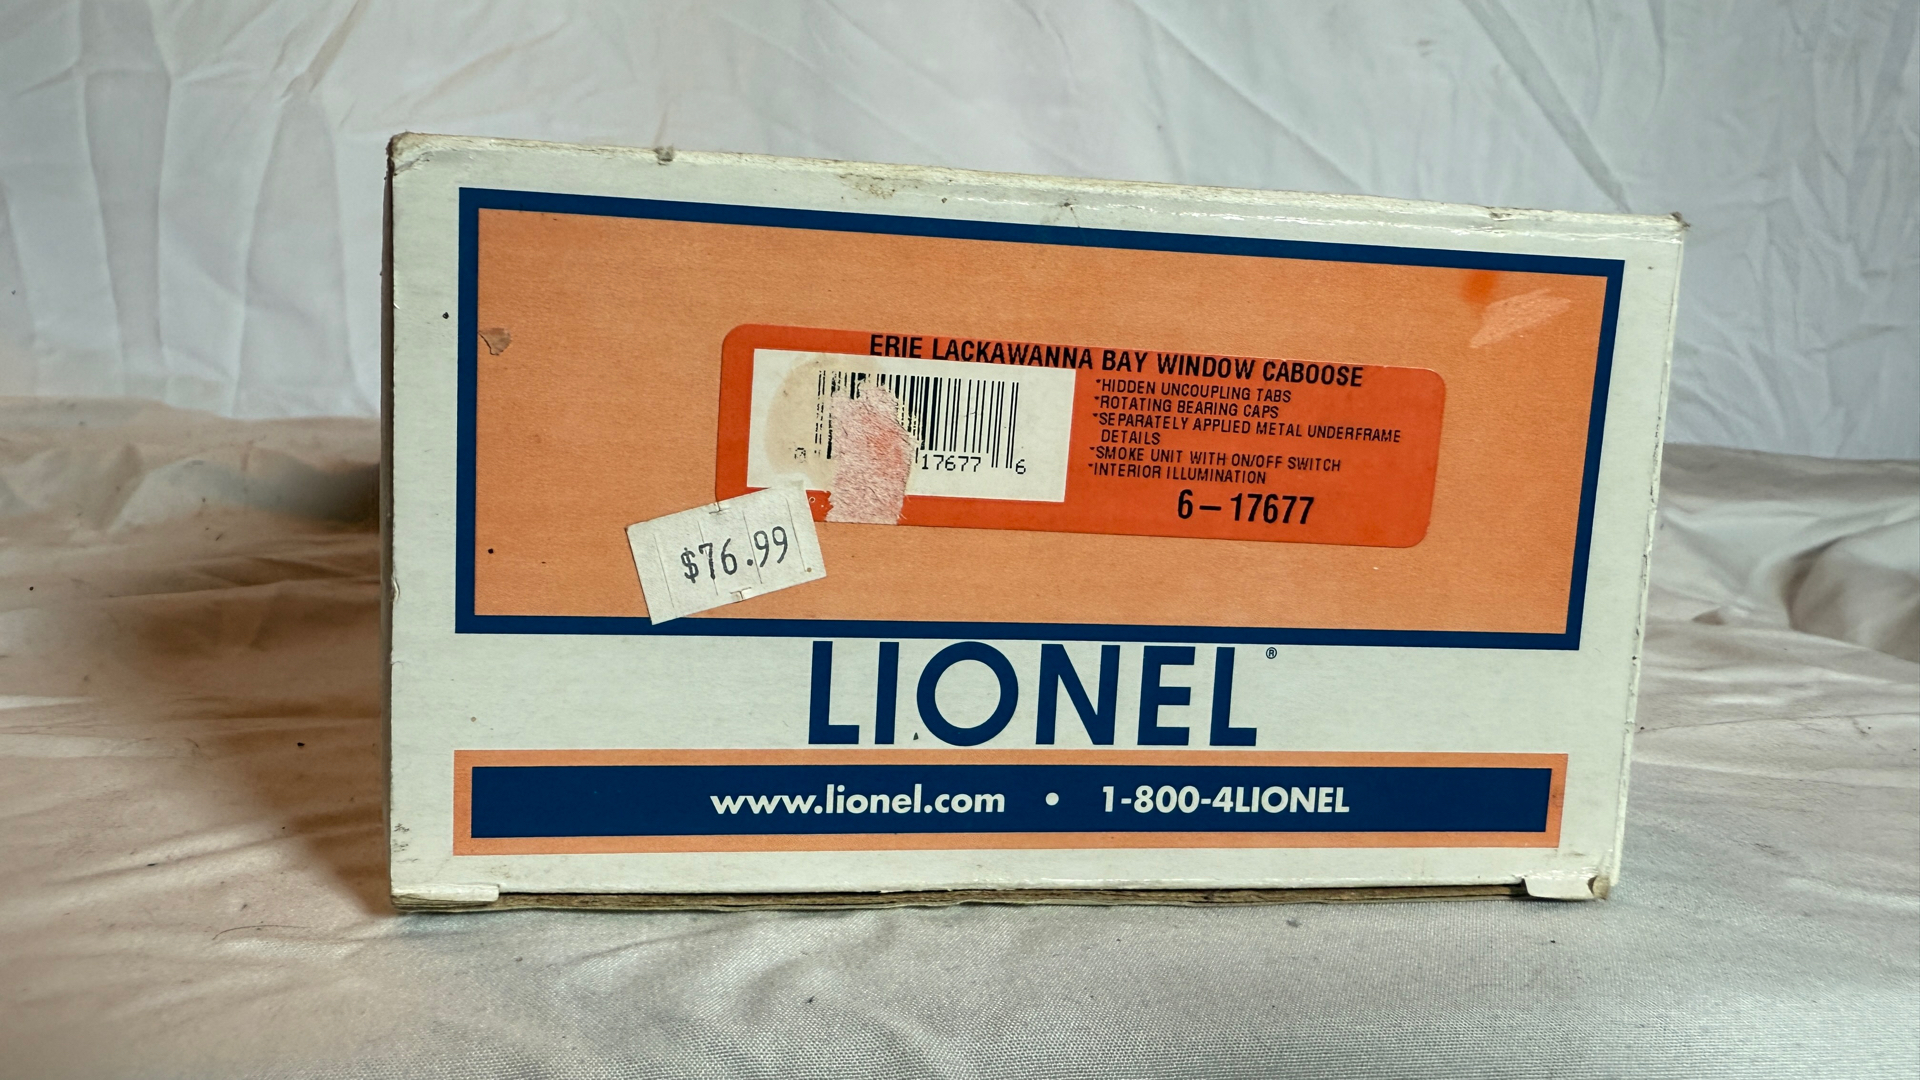 ERIE LACKAWANNA BAY WINDOW CABOOSE
*HIDDEN UNCOUPLING TABS
*ROTATING BEARING CAPS
*SEPARATELY APPLIED METAL UNDERFRAME
DETAILS
*SMOKE UNIT WITH ON/OFF SWITCH
*INTERIOR ILLUMINATION
6-17677
17677 6
$76.99
LIONEL®
www.lionel.com • 1-800-4LIONEL